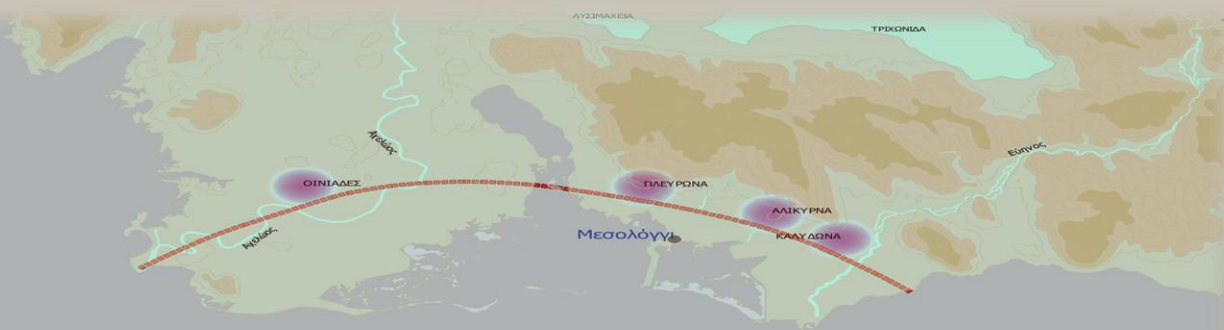 ΛΥΣΙΜΑΧΕΙΑ
ΤΡΙΧΩΝΙΔΑ
Αχελώος
Εύηνος
ΟΙΝΙΑΔΕΣ
ΠΛΕΥΡΩΝΑ
ΑΛΙΚΥΡΝΑ
Μεσολόγγι
ΚΑΛΥΔΩΝΑ
Αχελώος